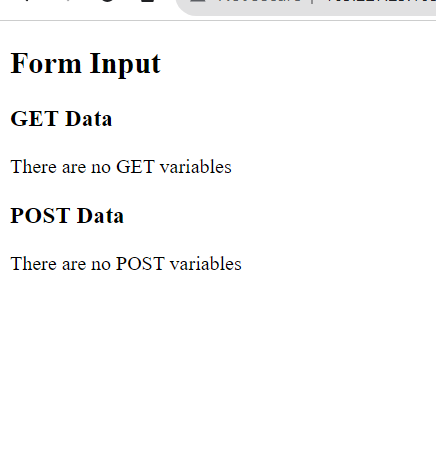 Form Input
GET Data
There are no GET variables
POST Data
There are no POST variables